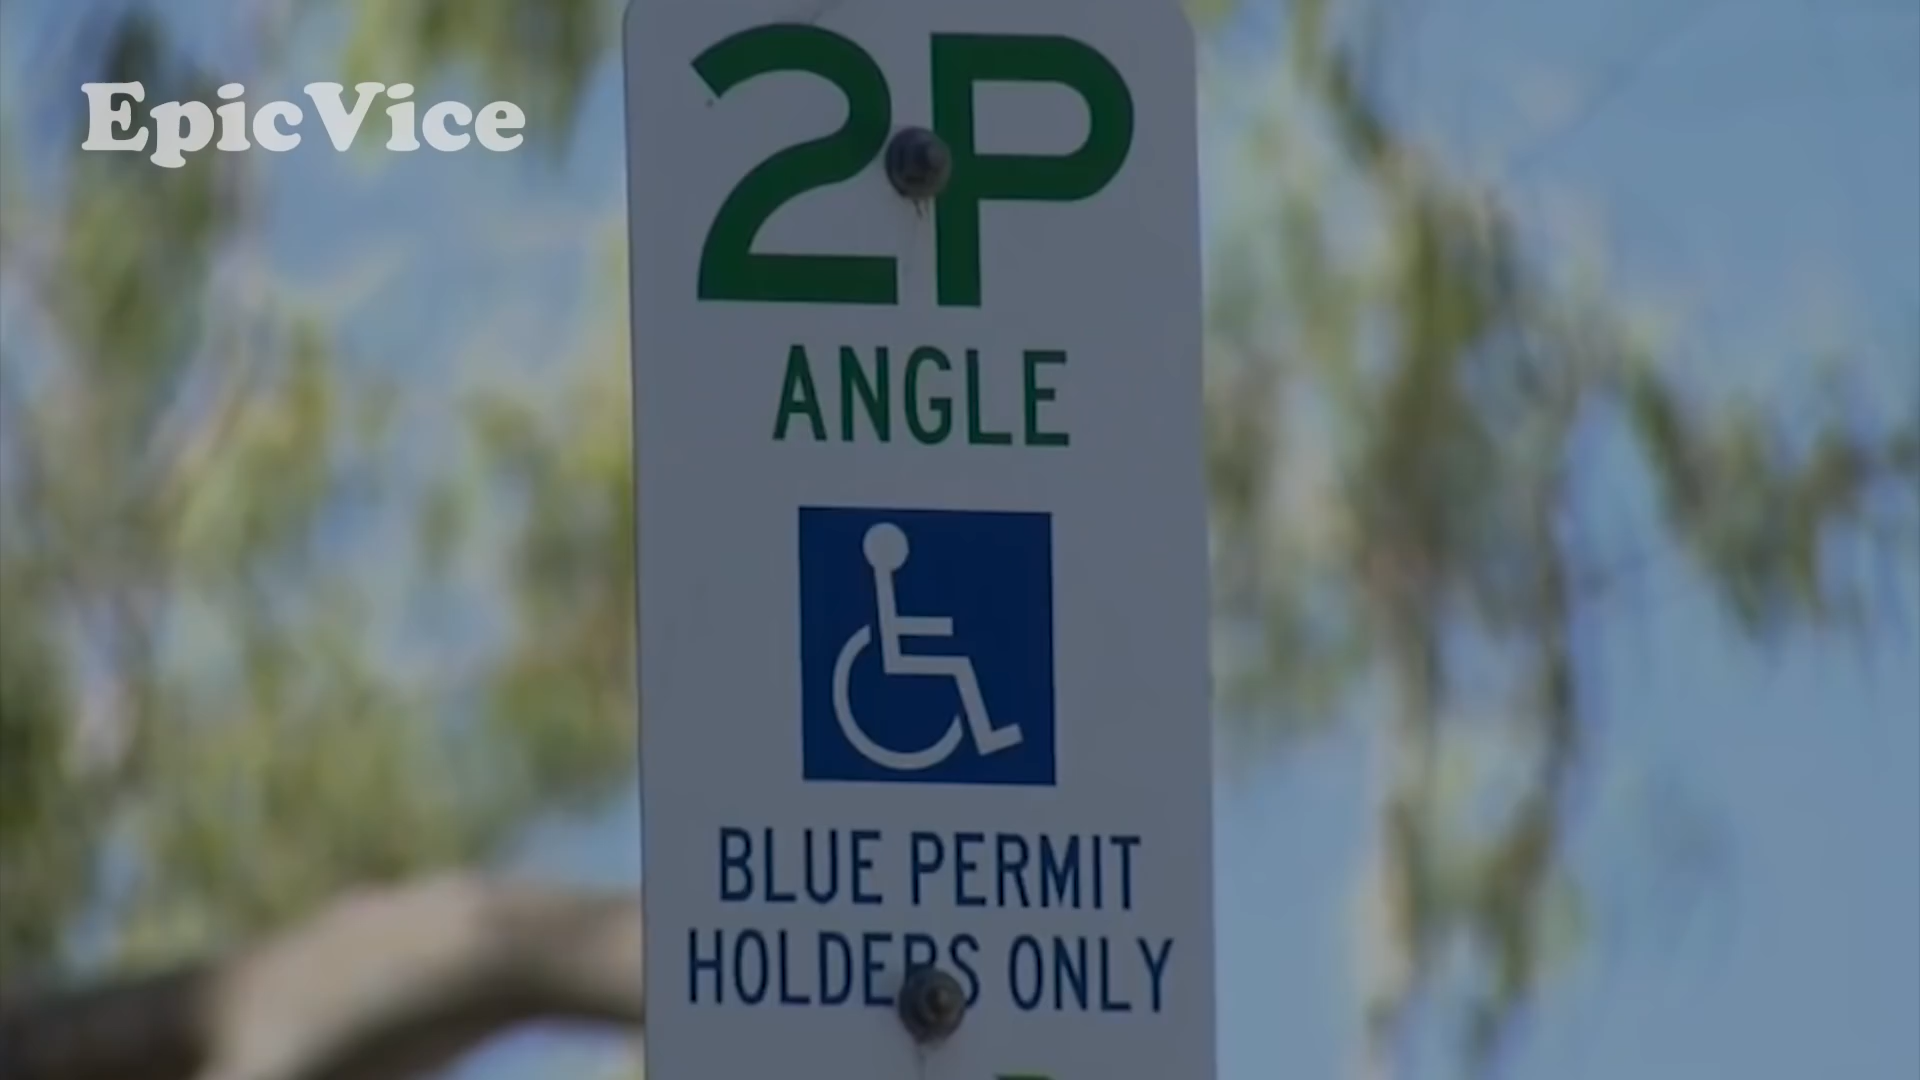 EpicVice
2P
ANGLE
BLUE PERMIT
HOLDERS ONLY